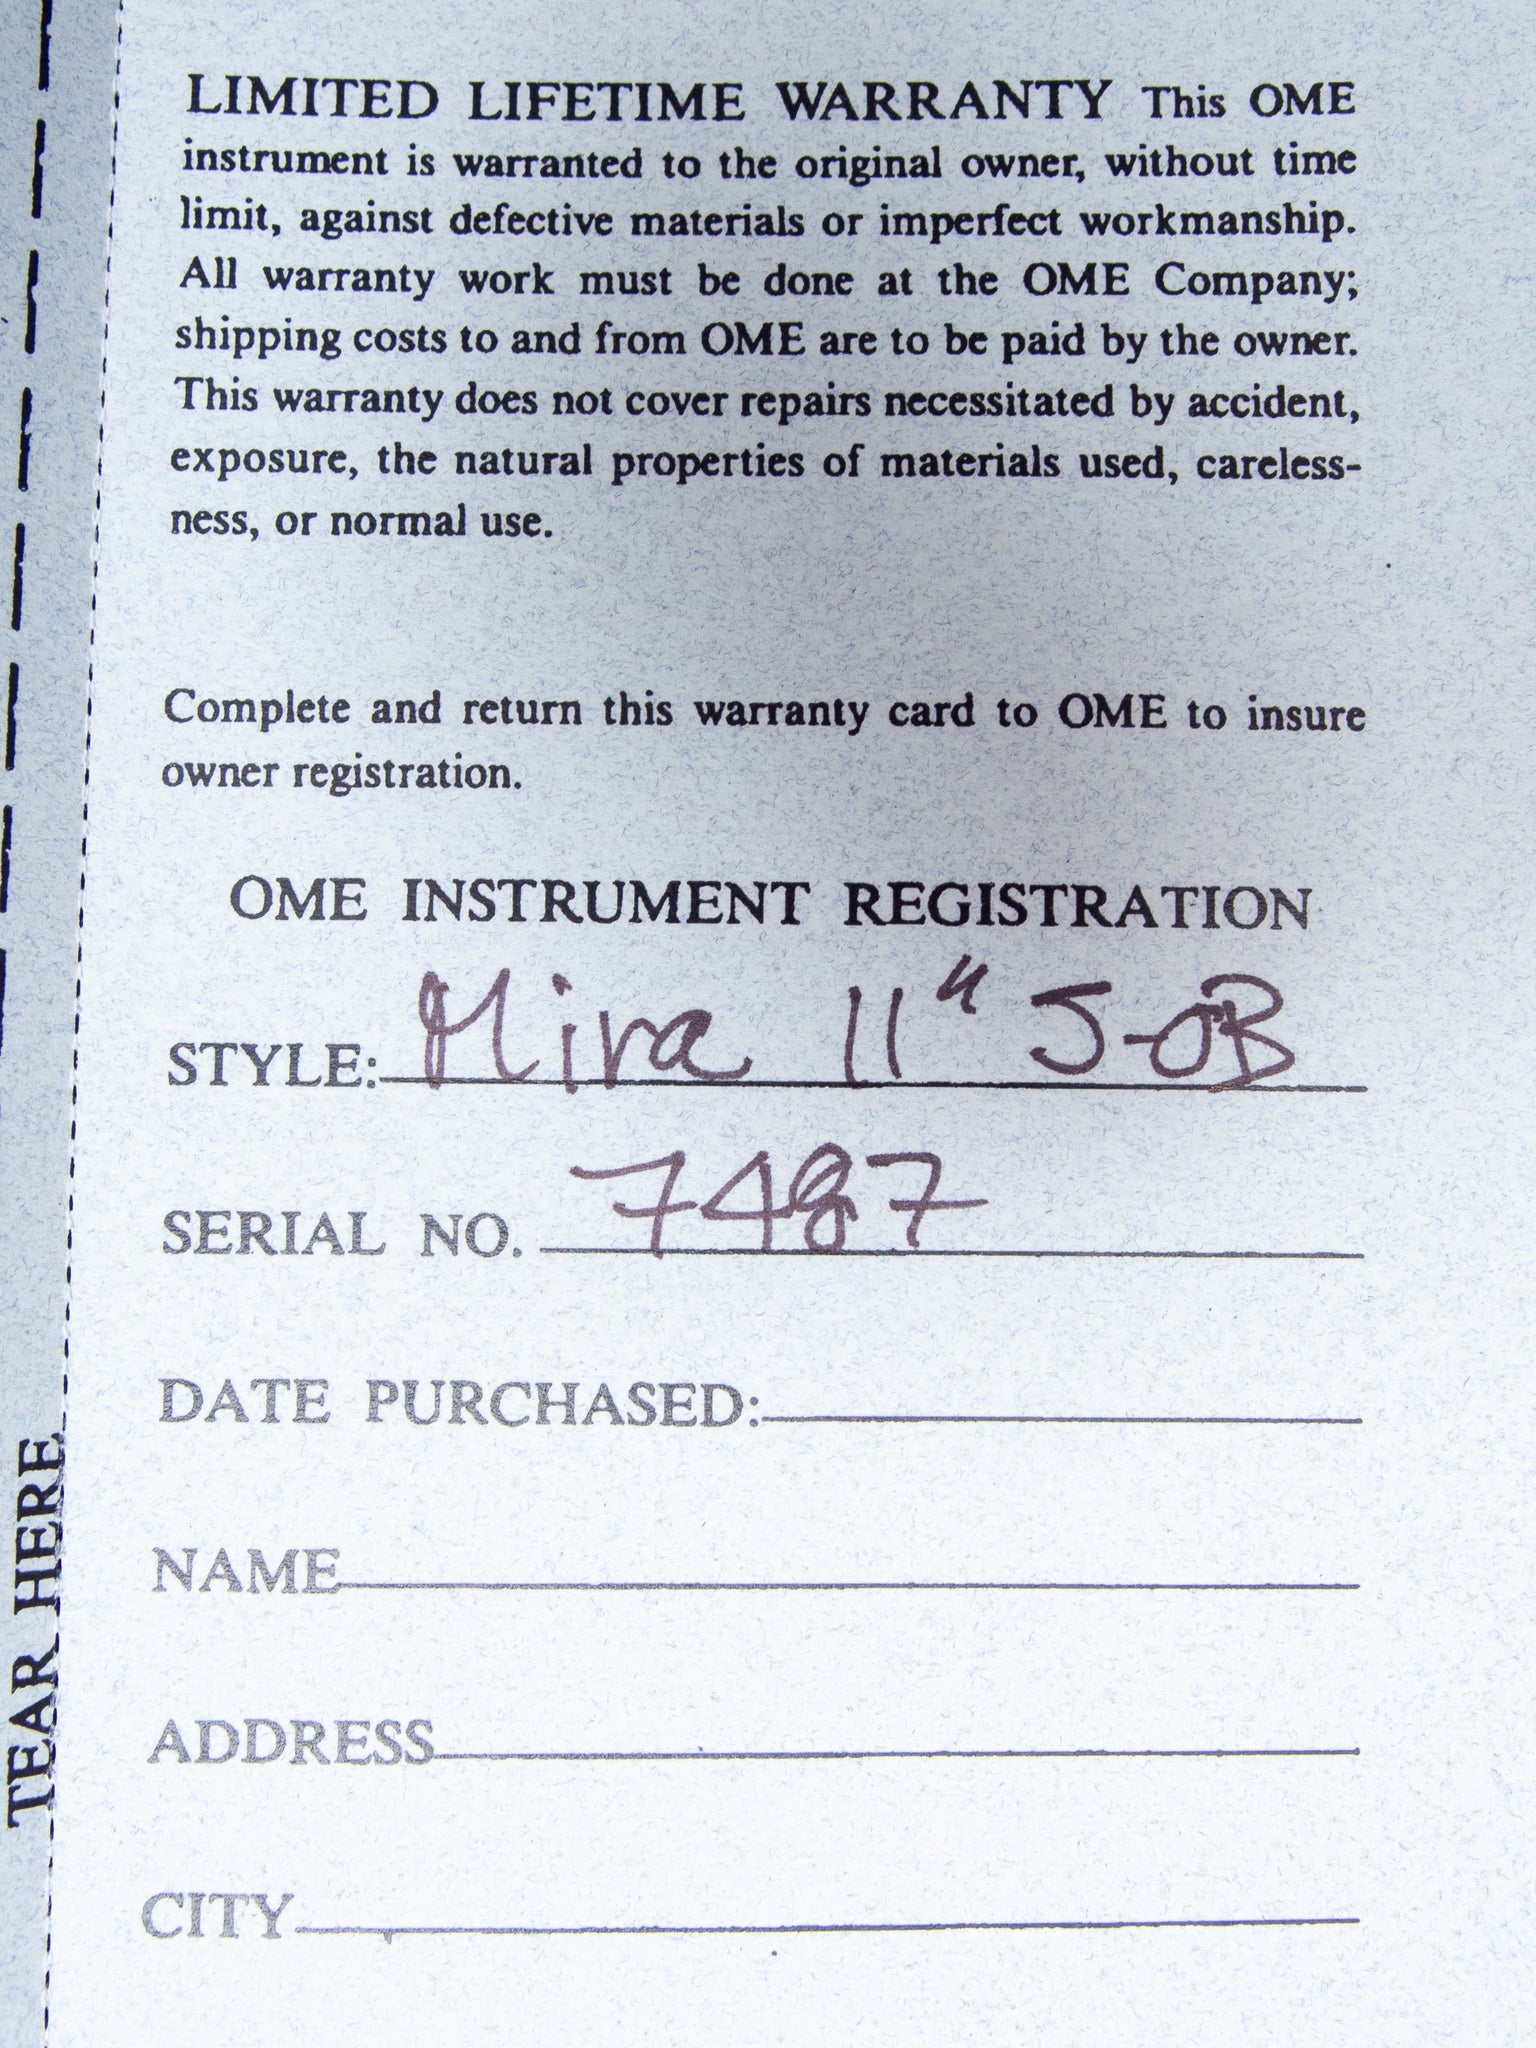 LIMITED LIFETIME WARRANTY This OME
instrument is warranted to the original owner, without time
limit, against defective materials or imperfect workmanship.
All warranty work must be done at the OME Company;
shipping costs to and from OME are to be paid by the owner.
This warranty does not cover repairs necessitated by accident,
exposure, the natural properties of materials used, careless-
ness, or normal use.
Complete and return this warranty card to OME to insure
owner registration.
OME INSTRUMENT REGISTRATION
STYLE: Mira 11" J-OB
SERIAL NO. 7487
DATE PURCHASED:
NAME
ADDRESS
CITY
TEAR HERE